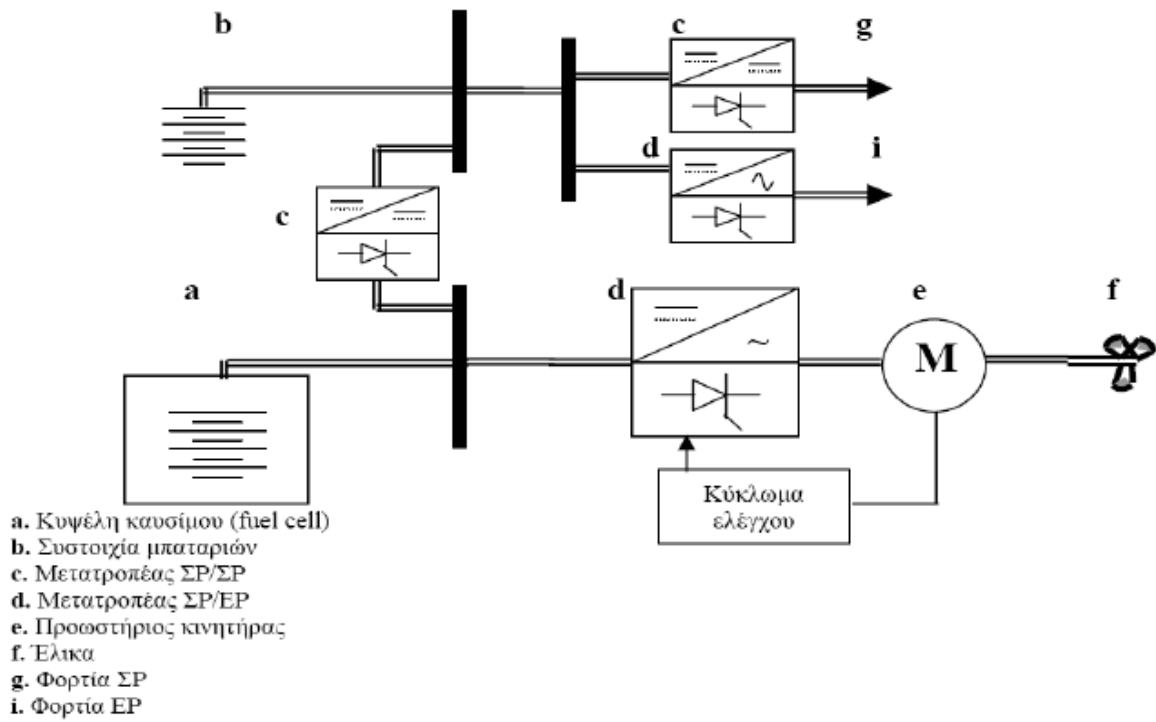 b
c
g
d
i
c
a
d
e
f
M
~
Κύκλωμα
ελέγχου
a. Κυψέλη καυσίμου (fuel cell)
b. Συστοιχία μπαταριών
c. Μετατροπέας ΣΡ/ΣΡ
d. Μετατροπέας ΣΡ/ΕΡ
e. Προωστήριος κινητήρας
f. Έλικα
g. Φορτία ΣΡ
i. Φορτία ΕΡ